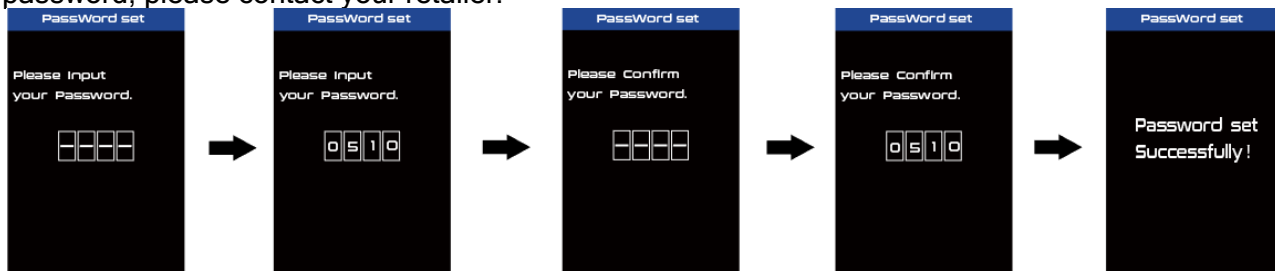 password, please contact your retailer.
PassWord set
Please Input
your Password.
----
PassWord set
Please Input
your Password.
0510
PassWord set
Please Confirm
your Password.
----
PassWord set
Please Confirm
your Password.
0510
PassWord set
Password set
Successfully!